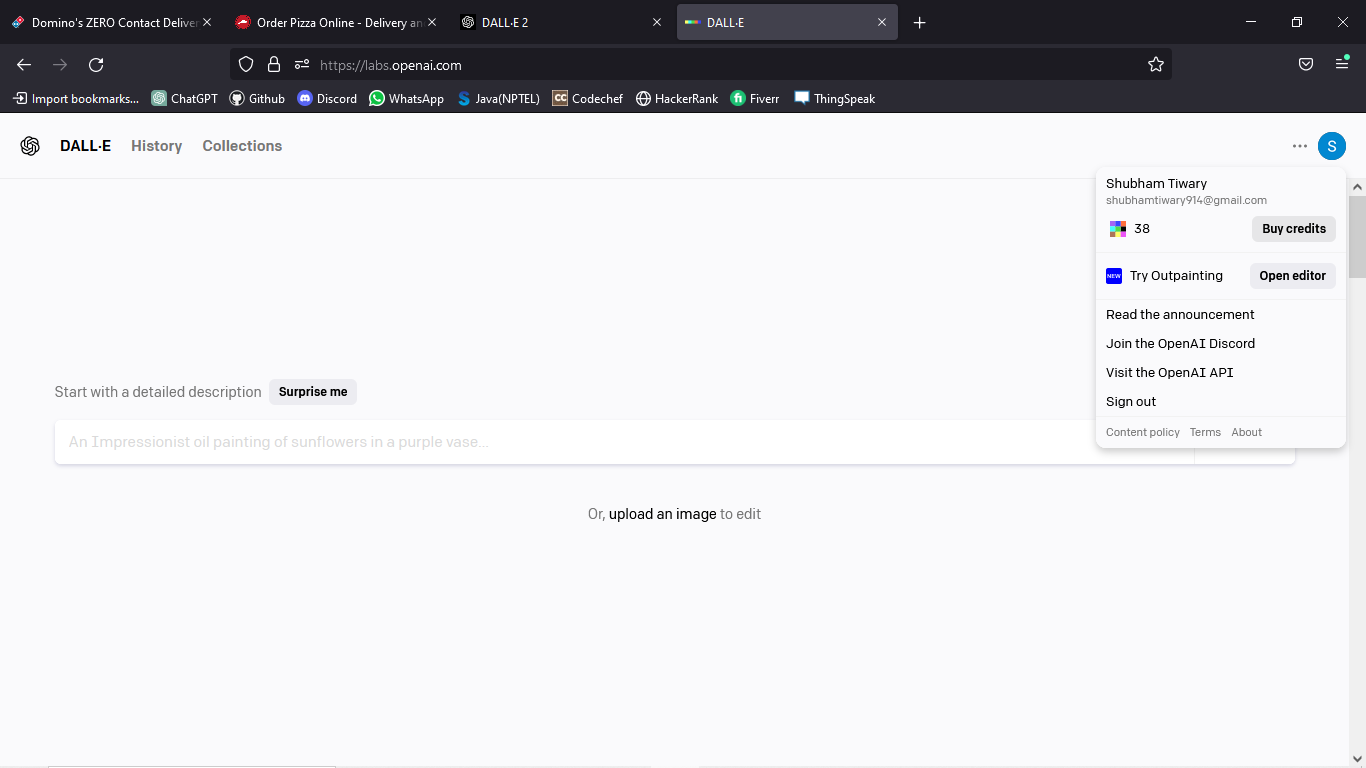 Domino's ZERO Contact Deliver
Order Pizza Online - Delivery an
DALL·E 2
DALL·E
https://labs.openai.com
Import bookmarks...
ChatGPT
Github
Discord
WhatsApp
Java(NPTEL)
CC Codechef
HackerRank
fi Fiverr
ThingSpeak
DALL·E History Collections
S
Shubham Tiwary
shubhamtiwary914@gmail.com
38 Buy credits
NEW Try Outpainting Open editor
Read the announcement
Join the OpenAI Discord
Visit the OpenAI API
Sign out
Content policy Terms About
Start with a detailed description Surprise me
An Impressionist oil painting of sunflowers in a purple vase...
Or, upload an image to edit